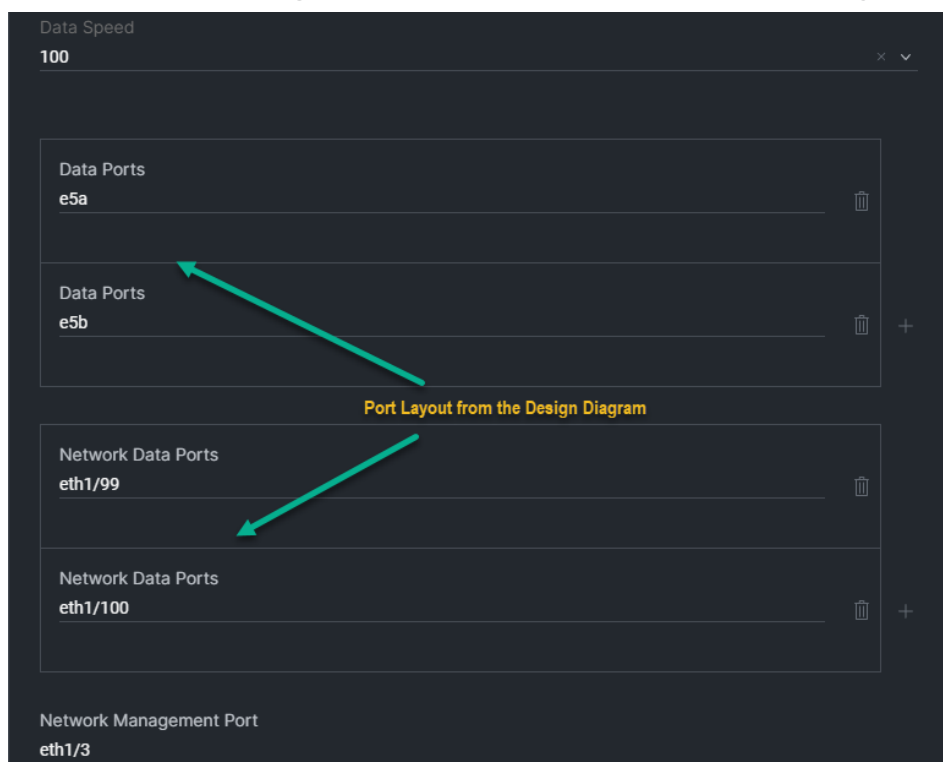 Data Speed
100
Data Ports
e5a
Data Ports
e5b
Port Layout from the Design Diagram
Network Data Ports
eth1/99
Network Data Ports
eth1/100
Network Management Port
eth1/3